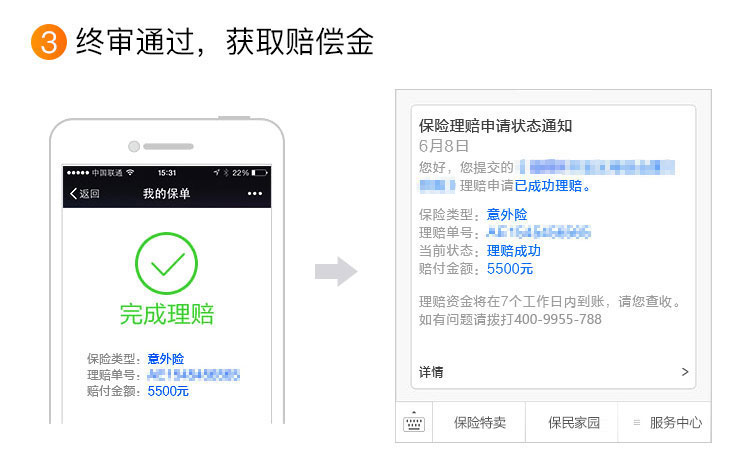 3 终审通过，获取赔偿金
中国联通 15:31 22%
返回 我的保单 •••
完成理赔
保险类型：意外险
理赔单号：
赔付金额：5500元
保险理赔申请状态通知
6月8日
您好，您提交的
理赔申请已成功理赔。
保险类型：意外险
理赔单号：
当前状态：理赔成功
赔付金额：5500元
理赔资金将在7个工作日内到账，请您查收。
如有问题请拨打400-9955-788
详情 >
保险特卖 保民家园 ≡ 服务中心